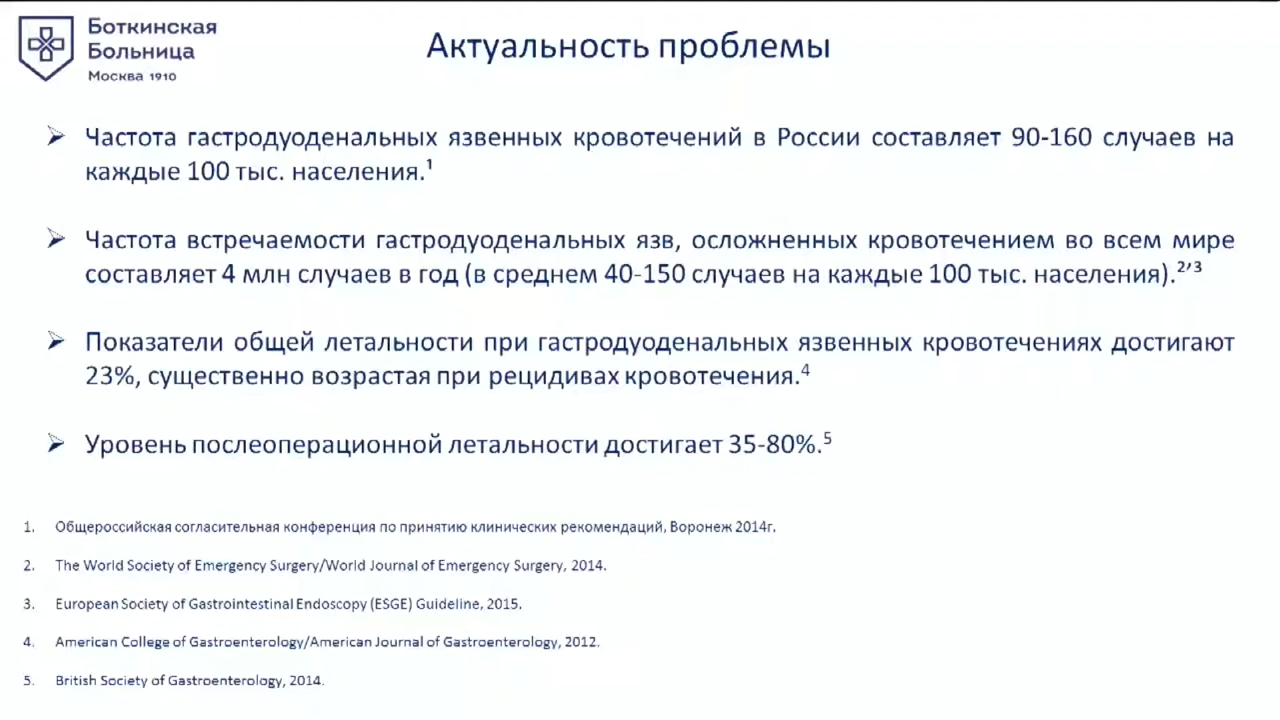 Боткинская
Больница
Москва 1910
Актуальность проблемы
➢ Частота гастродуоденальных язвенных кровотечений в России составляет 90-160 случаев на
каждые 100 тыс. населения.¹
➢ Частота встречаемости гастродуоденальных язв, осложненных кровотечением во всем мире
составляет 4 млн случаев в год (в среднем 40-150 случаев на каждые 100 тыс. населения).²’³
➢ Показатели общей летальности при гастродуоденальных язвенных кровотечениях достигают
23%, существенно возрастая при рецидивах кровотечения.⁴
➢ Уровень послеоперационной летальности достигает 35-80%.⁵
1. Общероссийская согласительная конференция по принятию клинических рекомендаций, Воронеж 2014г.
2. The World Society of Emergency Surgery/World Journal of Emergency Surgery, 2014.
3. European Society of Gastrointestinal Endoscopy (ESGE) Guideline, 2015.
4. American College of Gastroenterology/American Journal of Gastroenterology, 2012.
5. British Society of Gastroenterology, 2014.